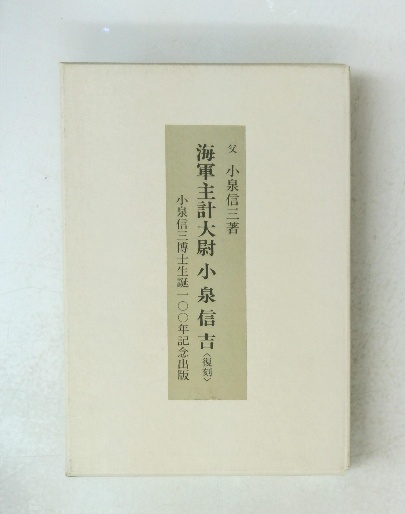 父 小泉信三著
海軍主計大尉 小泉信吉〈復刻〉
小泉信三博士生誕一〇〇年記念出版